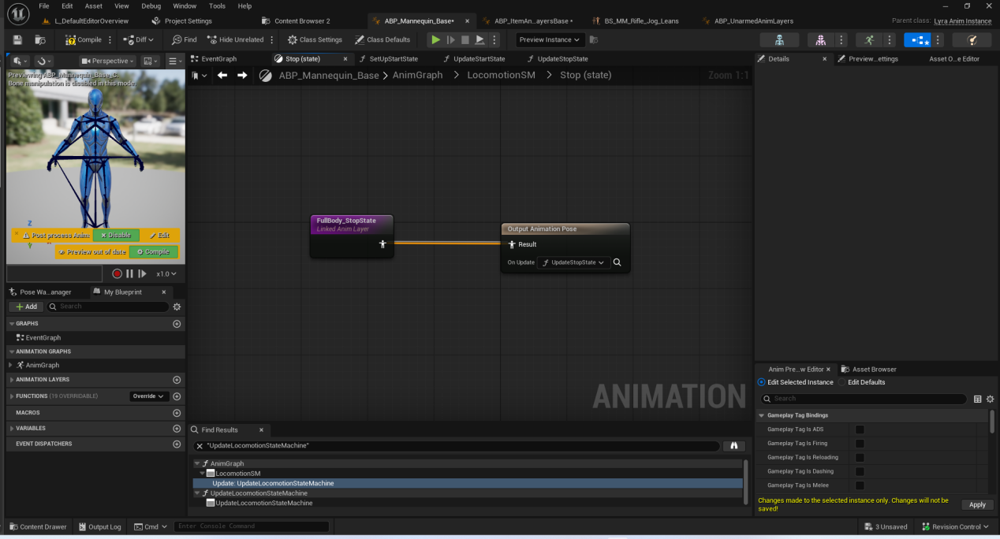 File Edit Asset View Debug Window Tools Help
L_DefaultEditorOverview Project Settings Content Browser 2 ABP_Mannequin_Base* × ABP_ItemAn_ayersBase• BS_MM_Rifle_Jog_Leans ABP_UnarmedAnimLayers
Parent class: Lyra Anim Instance
Compile Diff Find Hide Unrelated Class Settings Class Defaults Preview Instance
Perspective
EventGraph Stop (state) × SetUpStartState UpdateStartState UpdateStopState
Details × Preview...ettings Asset O...e Editor
Previewing ABP_Mannequin_Base_C.
Bone manipulation is disabled in this mode.
ABP_Mannequin_Base > AnimGraph > LocomotionSM > Stop (state) Zoom 1:1
FullBody_StopState
Linked Anim Layer
Output Animation Pose
Result
On Update UpdateStopState
Z
Y
Post process Anim: Disable Edit
Preview out of date Compile
x1.0
Pose Wa...anager My Blueprint ×
+ Add Search
GRAPHS
EventGraph
ANIMATION GRAPHS
AnimGraph
ANIMATION LAYERS
FUNCTIONS (19 OVERRIDABLE) Override
MACROS
VARIABLES
EVENT DISPATCHERS
ANIMATION
Find Results ×
"UpdateLocomotionStateMachine"
AnimGraph
LocomotionSM
Update: UpdateLocomotionStateMachine
UpdateLocomotionStateMachine
UpdateLocomotionStateMachine
Anim Pre...w Editor × Asset Browser
Edit Selected Instance Edit Defaults
Search
Gameplay Tag Bindings
Gameplay Tag Is ADS
Gameplay Tag Is Firing
Gameplay Tag Is Reloading
Gameplay Tag Is Dashing
Gameplay Tag Is Melee
Changes made to the selected instance only. Changes will not be
saved!
Apply
Content Drawer Output Log Cmd Enter Console Command 3 Unsaved Revision Control